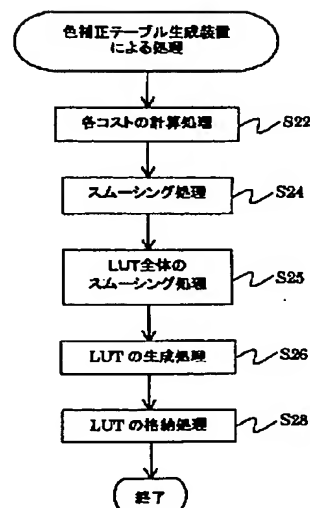 色補正テーブル生成装置
による処理
各コストの計算処理
S22
スムーシング処理
S24
LUT全体の
スムーシング処理
S25
LUT の生成処理
S26
LUT の格納処理
S28
終了